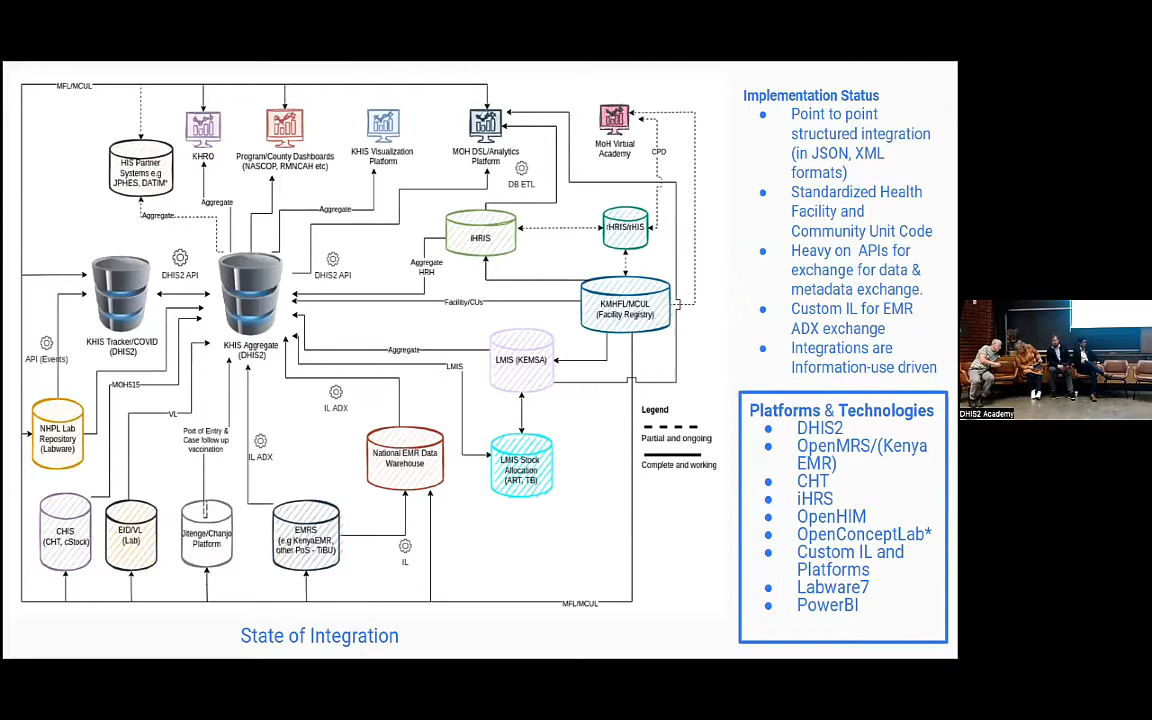 MFL/MCUL
KHRO
Program/County Dashboards
(NASCOP, RMNCAH etc)
KHIS Visualization
Platform
MOH DSL/Analytics
Platform
MoH Virtual
Academy
CPD
HIS Partner
Systems e.g
JPHES, DATIM*
DB ETL
Aggregate
Aggregate
Aggregate
iHRIS
rHRIS/rHIS
DHIS2 API
DHIS2 API
Aggregate
HRH
KHIS Tracker/COVID
(DHIS2)
KHIS Aggregate
(DHIS2)
Facility/CUs
KMHFL/MCUL
(Facility Registry)
API (Events)
Aggregate
LMIS (KEMSA)
LMIS
MOH515
IL ADX
VL
NHPL Lab
Repository
(Labware)
Port of Entry &
Case follow up
vaccination
IL ADX
National EMR Data
Warehouse
LMIS Stock
Allocation
(ART, TB)
Legend
Partial and ongoing
Complete and working
CHIS
(CHT, cStock)
EID/VL
(Lab)
Jitenge/Chanjo
Platform
EMRS
(e.g KenyaEMR,
other PoS - TiBU)
IL
MFL/MCUL
State of Integration
Implementation Status
● Point to point
structured integration
(in JSON, XML
formats)
● Standardized Health
Facility and
Community Unit Code
● Heavy on APIs for
exchange for data &
metadata exchange.
● Custom IL for EMR
ADX exchange
● Integrations are
Information-use driven
Platforms & Technologies
● DHIS2
● OpenMRS/(Kenya
EMR)
● CHT
● iHRS
● OpenHIM
● OpenConceptLab*
● Custom IL and
Platforms
● Labware7
● PowerBI
DHIS2 Academy